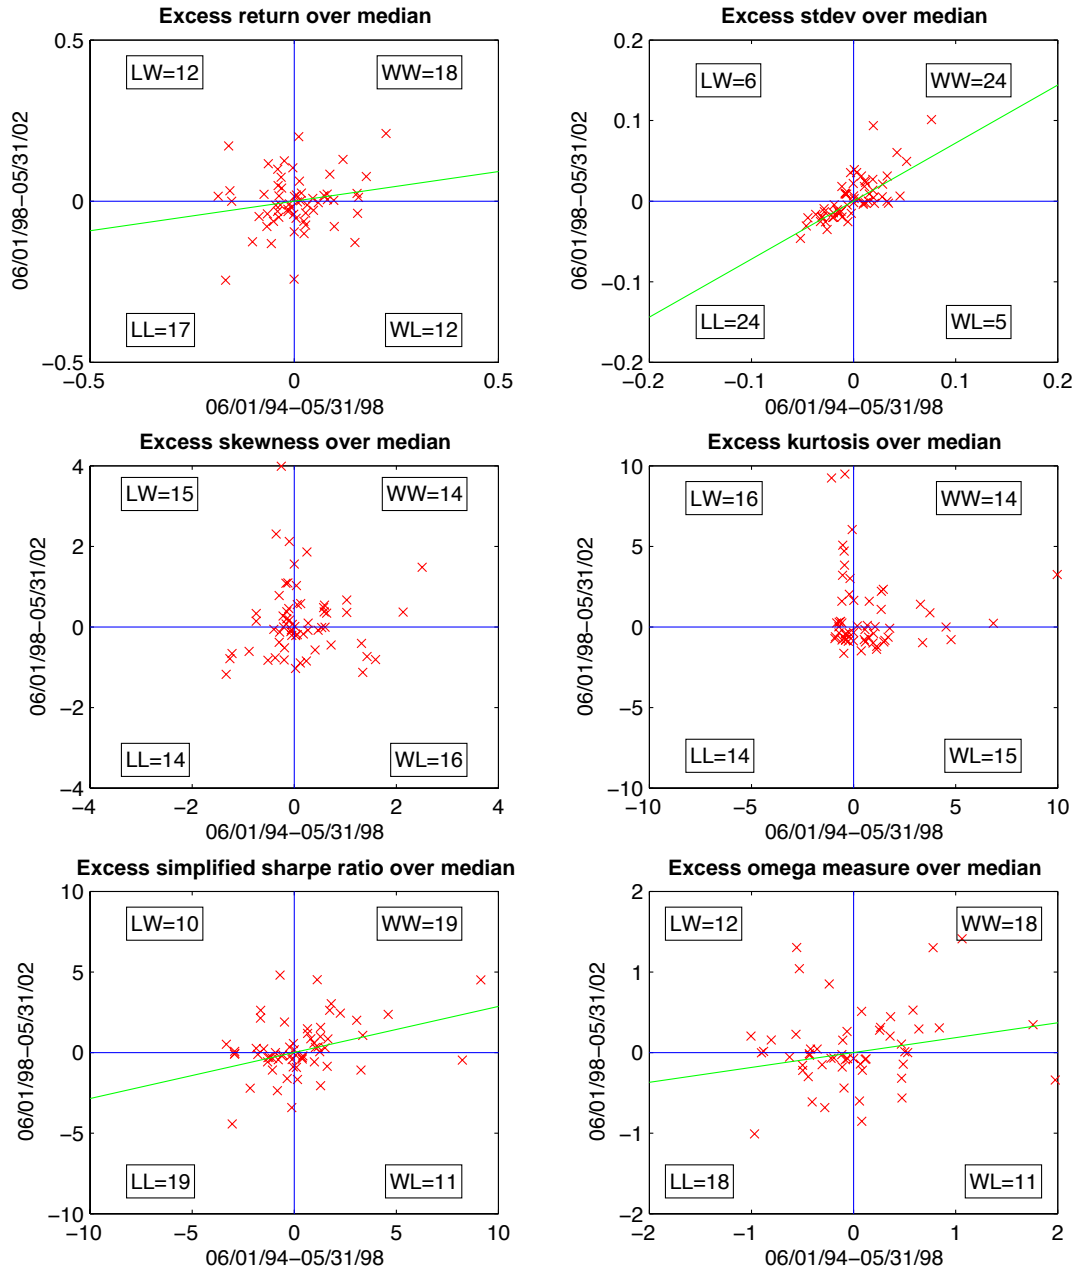 Excess return over median
0.5
LW=12
WW=18
0
LL=17
WL=12
−0.5
−0.5
0
0.5
06/01/94−05/31/98
06/01/98−05/31/02
Excess stdev over median
0.2
LW=6
WW=24
0.1
0
−0.1
LL=24
WL=5
−0.2
−0.2
−0.1
0
0.1
0.2
06/01/94−05/31/98
06/01/98−05/31/02
Excess skewness over median
4
LW=15
WW=14
2
0
−2
LL=14
WL=16
−4
−4
−2
0
2
4
06/01/94−05/31/98
06/01/98−05/31/02
Excess kurtosis over median
10
LW=16
WW=14
5
0
−5
LL=14
WL=15
−10
−10
−5
0
5
10
06/01/94−05/31/98
06/01/98−05/31/02
Excess simplified sharpe ratio over median
10
LW=10
WW=19
5
0
−5
LL=19
WL=11
−10
−10
−5
0
5
10
06/01/94−05/31/98
06/01/98−05/31/02
Excess omega measure over median
2
LW=12
WW=18
1
0
−1
LL=18
WL=11
−2
−2
−1
0
1
2
06/01/94−05/31/98
06/01/98−05/31/02